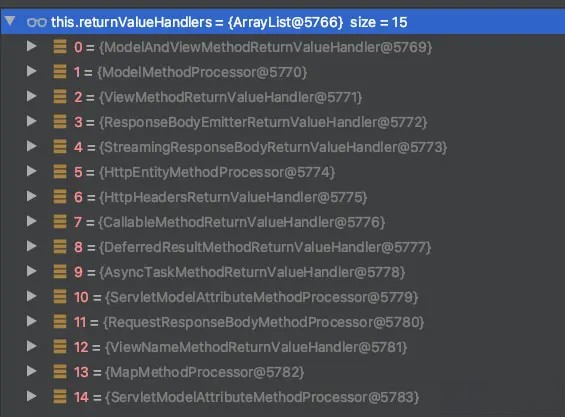 this.returnValueHandlers = {ArrayList@5766} size = 15
0 = {ModelAndViewMethodReturnValueHandler@5769}
1 = {ModelMethodProcessor@5770}
2 = {ViewMethodReturnValueHandler@5771}
3 = {ResponseBodyEmitterReturnValueHandler@5772}
4 = {StreamingResponseBodyReturnValueHandler@5773}
5 = {HttpEntityMethodProcessor@5774}
6 = {HttpHeadersReturnValueHandler@5775}
7 = {CallableMethodReturnValueHandler@5776}
8 = {DeferredResultMethodReturnValueHandler@5777}
9 = {AsyncTaskMethodReturnValueHandler@5778}
10 = {ServletModelAttributeMethodProcessor@5779}
11 = {RequestResponseBodyMethodProcessor@5780}
12 = {ViewNameMethodReturnValueHandler@5781}
13 = {MapMethodProcessor@5782}
14 = {ServletModelAttributeMethodProcessor@5783}